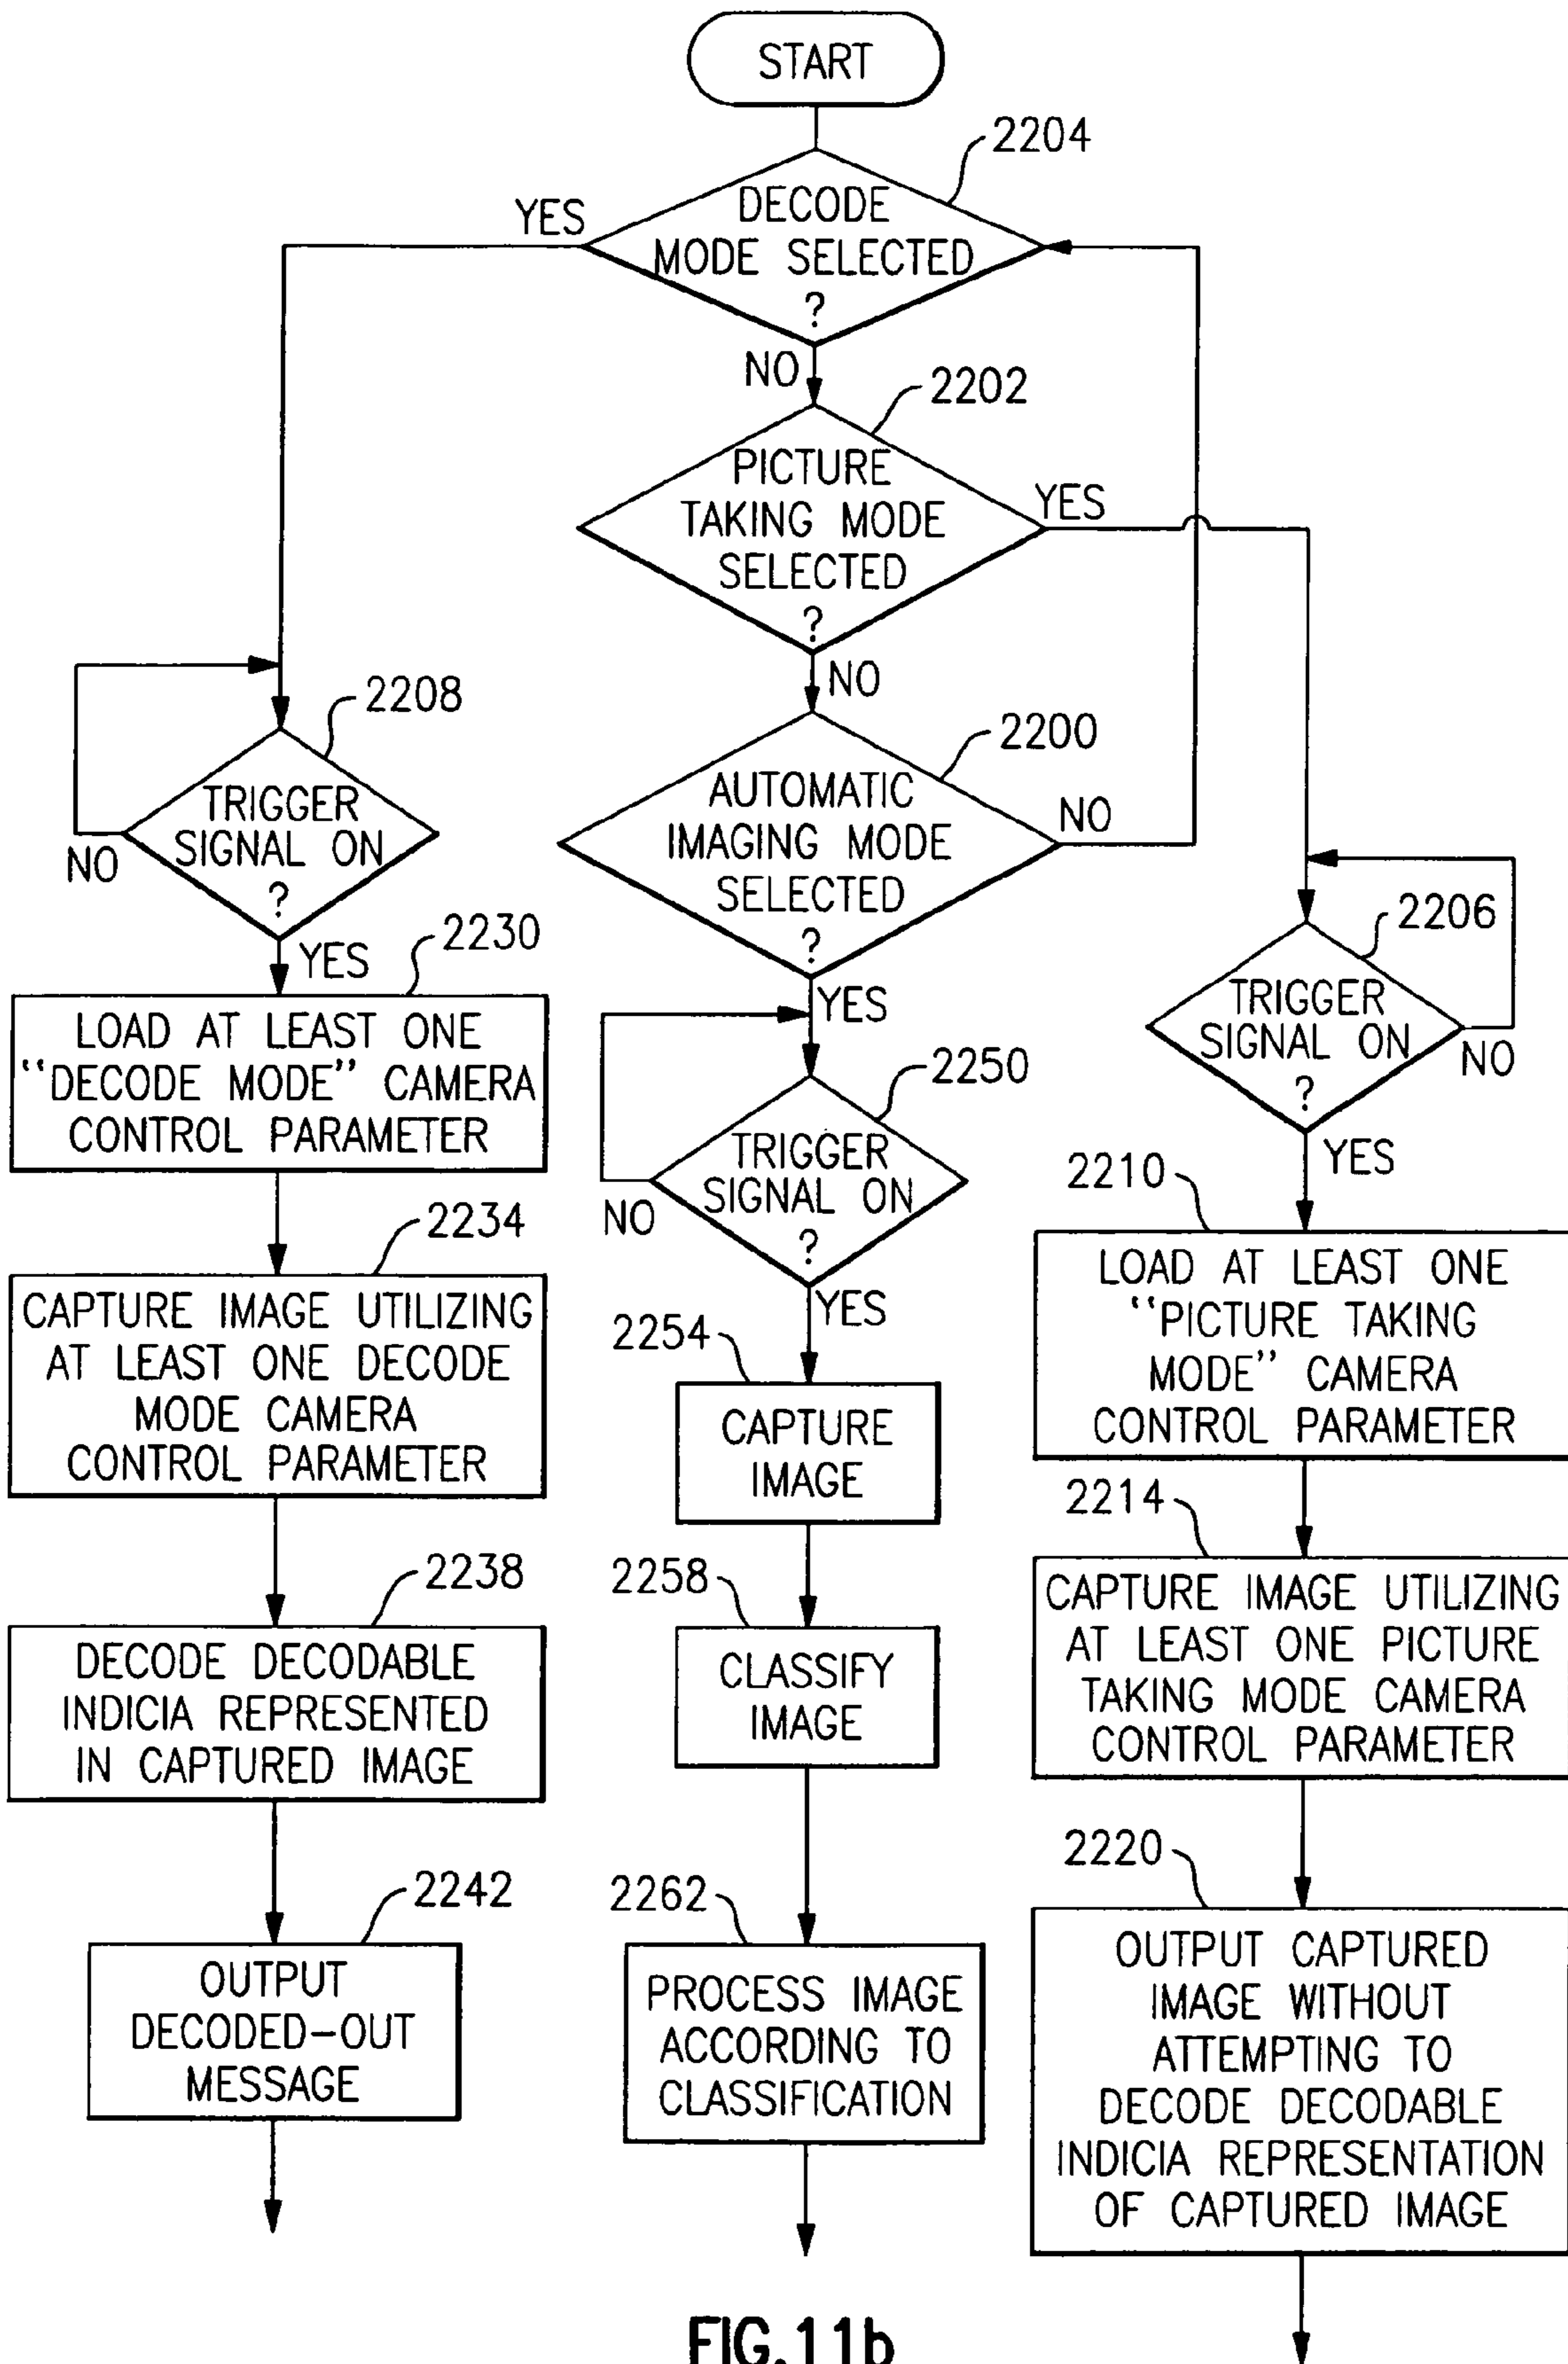 START
2204
DECODE
MODE SELECTED
?
YES
NO
2202
PICTURE
TAKING MODE
SELECTED
?
YES
NO
2200
AUTOMATIC
IMAGING MODE
SELECTED
?
NO
YES
2208
TRIGGER
SIGNAL ON
?
NO
YES
2230
LOAD AT LEAST ONE
"DECODE MODE" CAMERA
CONTROL PARAMETER
2234
CAPTURE IMAGE UTILIZING
AT LEAST ONE DECODE
MODE CAMERA
CONTROL PARAMETER
2238
DECODE DECODABLE
INDICIA REPRESENTED
IN CAPTURED IMAGE
2242
OUTPUT
DECODED-OUT
MESSAGE
2250
TRIGGER
SIGNAL ON
?
NO
YES
2254
CAPTURE
IMAGE
2258
CLASSIFY
IMAGE
2262
PROCESS IMAGE
ACCORDING TO
CLASSIFICATION
2206
TRIGGER
SIGNAL ON
?
NO
YES
2210
LOAD AT LEAST ONE
"PICTURE TAKING
MODE" CAMERA
CONTROL PARAMETER
2214
CAPTURE IMAGE UTILIZING
AT LEAST ONE PICTURE
TAKING MODE CAMERA
CONTROL PARAMETER
2220
OUTPUT CAPTURED
IMAGE WITHOUT
ATTEMPTING TO
DECODE DECODABLE
INDICIA REPRESENTATION
OF CAPTURED IMAGE
FIG.11b